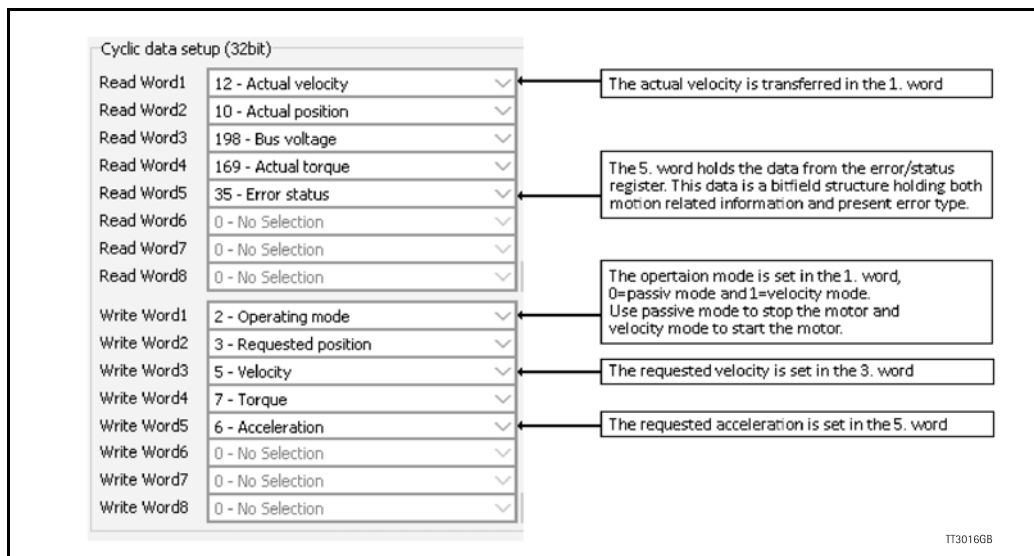 Cyclic data setup (32bit)
Read Word1 12 - Actual velocity
The actual velocity is transferred in the 1. word
Read Word2 10 - Actual position
Read Word3 198 - Bus voltage
Read Word4 169 - Actual torque
Read Word5 35 - Error status
The 5. word holds the data from the error/status
register. This data is a bitfield structure holding both
motion related information and present error type.
Read Word6 0 - No Selection
Read Word7 0 - No Selection
Read Word8 0 - No Selection
Write Word1 2 - Operating mode
The opertaion mode is set in the 1. word,
0=passiv mode and 1=velocity mode.
Use passive mode to stop the motor and
velocity mode to start the motor.
Write Word2 3 - Requested position
Write Word3 5 - Velocity
The requested velocity is set in the 3. word
Write Word4 7 - Torque
Write Word5 6 - Acceleration
The requested acceleration is set in the 5. word
Write Word6 0 - No Selection
Write Word7 0 - No Selection
Write Word8 0 - No Selection
TT3016GB